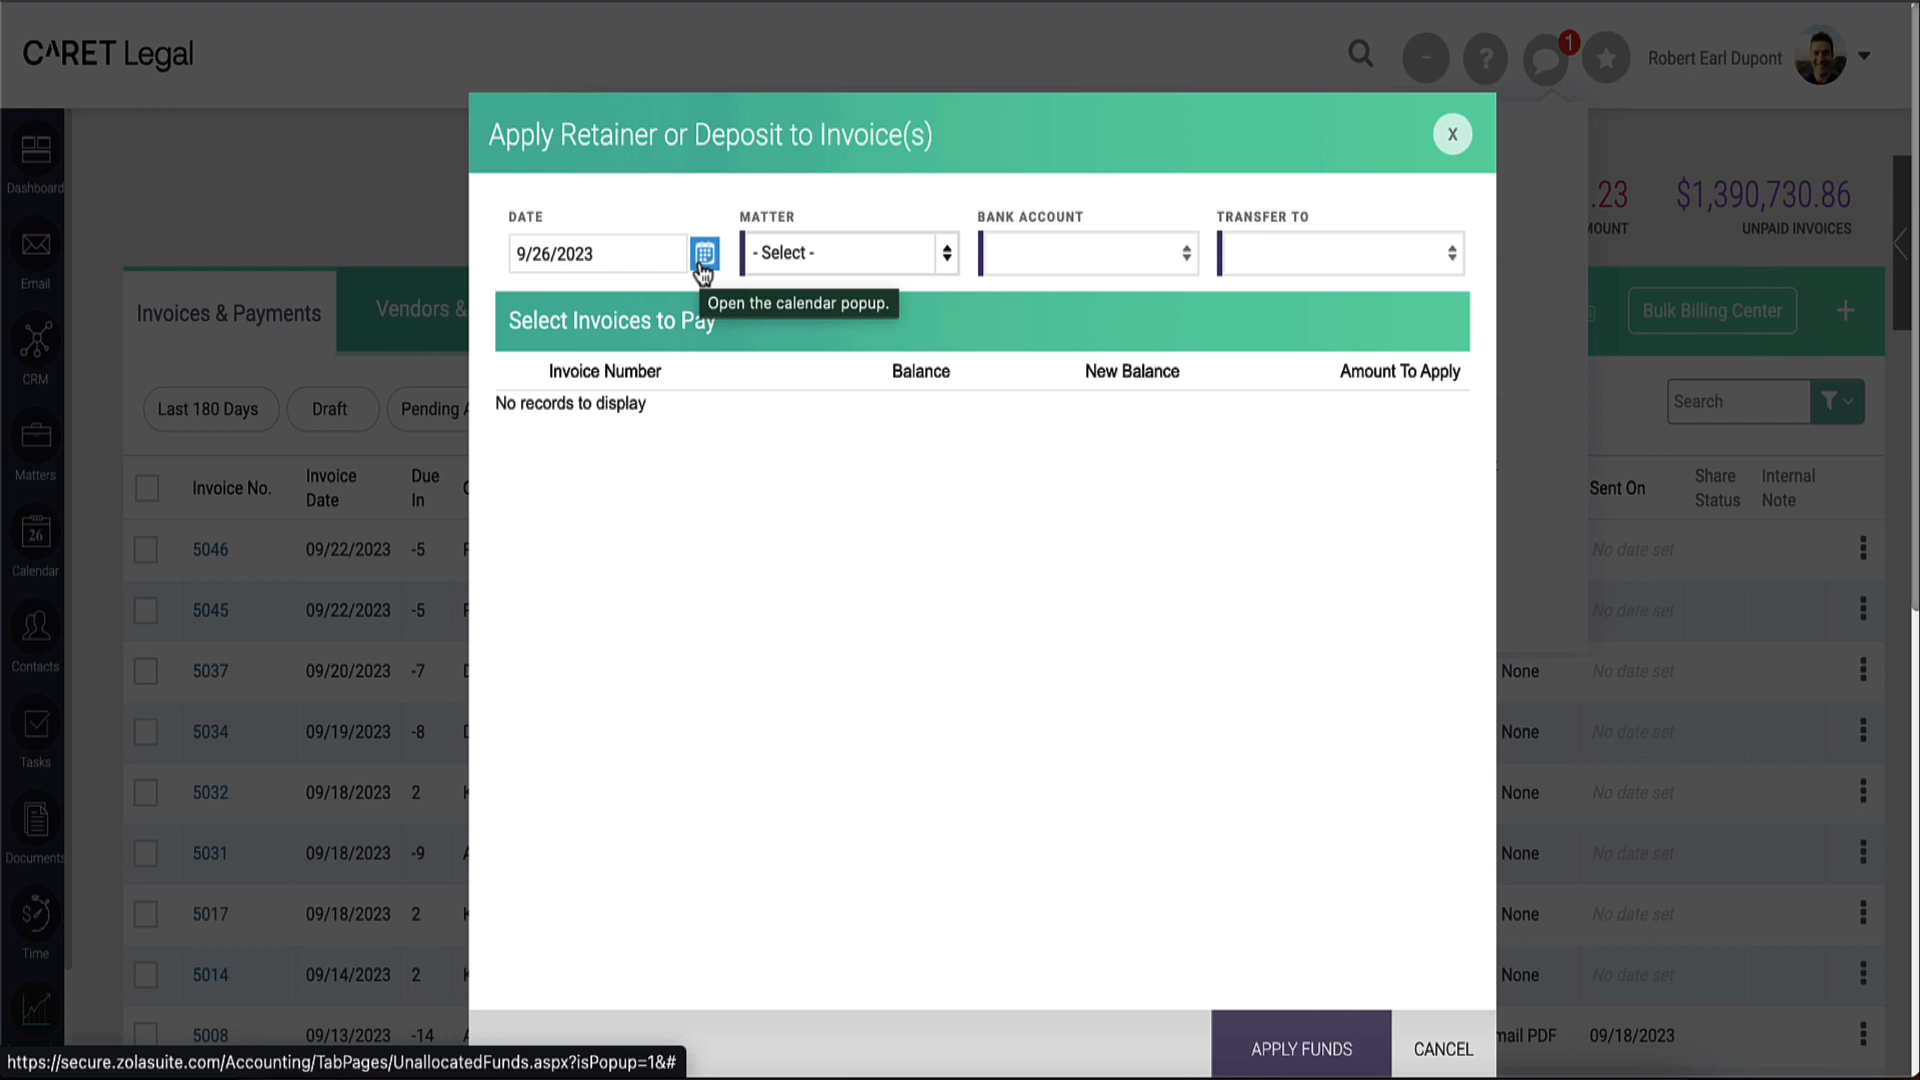 CARET Legal
1
?
Robert Earl Dupont
Apply Retainer or Deposit to Invoice(s)
X
Dashboard
Email
CRM
Matters
26
Calendar
Contacts
Tasks
Documents
Time
.23
$1,390,730.86
UNPAID INVOICES
DATE
MATTER
BANK ACCOUNT
TRANSFER TO
9/26/2023
- Select -
Open the calendar popup.
Select Invoices to Pay
Invoice Number
Balance
New Balance
Amount To Apply
No records to display
Invoices & Payments
Vendors &
Bulk Billing Center
+
Last 180 Days
Draft
Pending
Search
Invoice No.
Invoice Date
Due In
Sent On
Share Status
Internal Note
5046 09/22/2023 -5 No date set
5045 09/22/2023 -5 No date set
5037 09/20/2023 -7 None No date set
5034 09/19/2023 -8 None No date set
5032 09/18/2023 2 None No date set
5031 09/18/2023 -9 None No date set
5017 09/18/2023 2 None No date set
5014 09/14/2023 2 None No date set
5008 09/13/2023 -14 mail PDF 09/18/2023
APPLY FUNDS
CANCEL
https://secure.zolasuite.com/Accounting/TabPages/UnallocatedFunds.aspx?isPopup=1&#